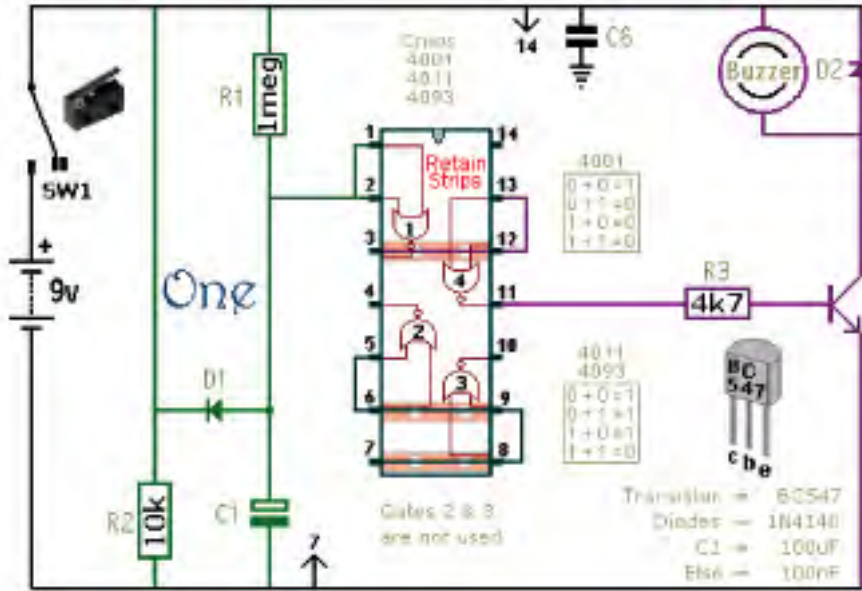 14
C6
Buzzer
D2
Cmos
4001
4011
4093
R1
1meg
SW1
+
9v
One
1
2
3
4
5
6
7
14
13
12
11
10
9
8
Retain
Strips
1
4
2
3
4001
0+0=1
0+1=0
1+0=0
1+1=0
R3
4k7
4011
4093
0+0=1
0+1=1
1+0=1
1+1=0
BC
547
c b e
D1
R2
10k
C1
7
Gates 2 & 3
are not used
Transistor = BC547
Diodes = 1N4148
C1 = 100uF
Else = 100nF